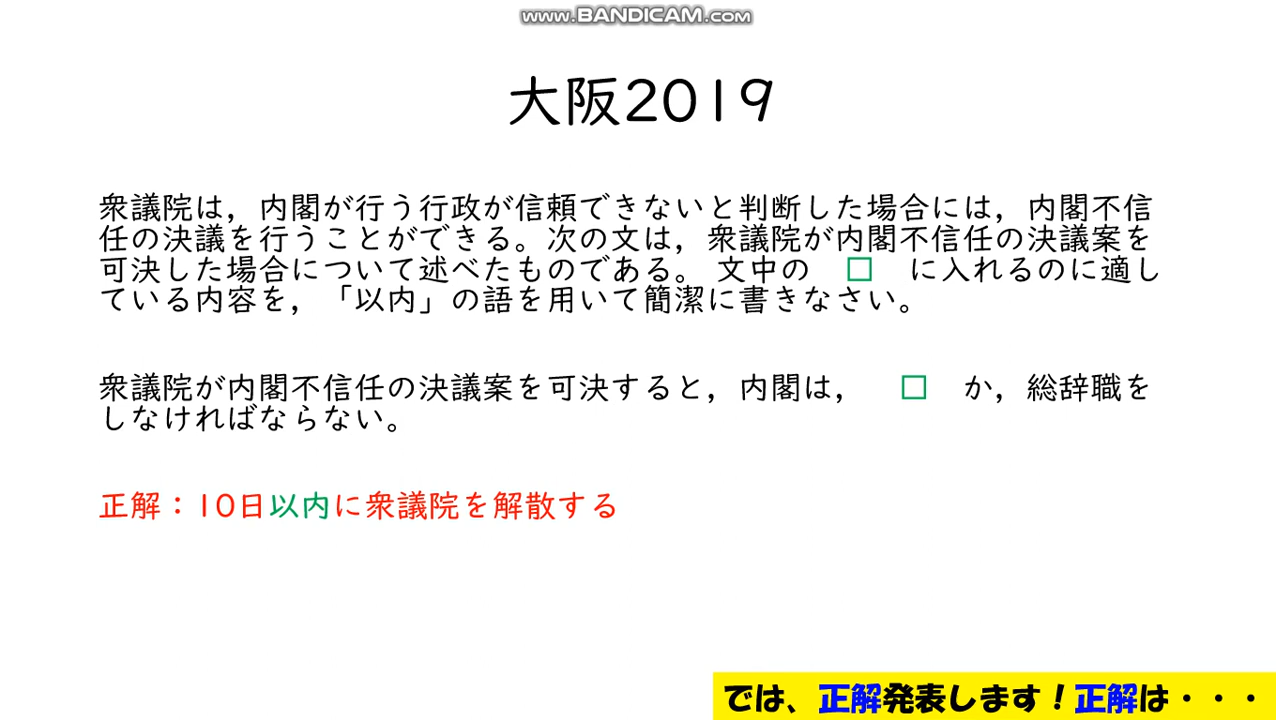 www.BANDICAM.com
大阪2019
衆議院は，内閣が行う行政が信頼できないと判断した場合には，内閣不信
任の決議を行うことができる。次の文は，衆議院が内閣不信任の決議案を
可決した場合について述べたものである。 文中の　□　に入れるのに適し
ている内容を，「以内」の語を用いて簡潔に書きなさい。
衆議院が内閣不信任の決議案を可決すると，内閣は，　□　か，総辞職を
しなければならない。
正解：10日以内に衆議院を解散する
では、正解発表します！正解は・・・